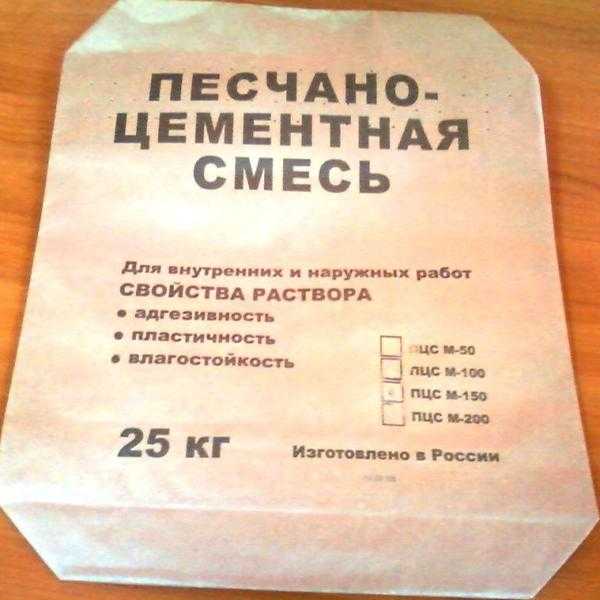 ПЕСЧАНО-
ЦЕМЕНТНАЯ
СМЕСЬ
Для внутренних и наружных работ
СВОЙСТВА РАСТВОРА
• адгезивность
• пластичность
• влагостойкость
ПЦС М-50
ПЦС М-100
ПЦС М-150
ПЦС М-200
25 кг
Изготовлено в России